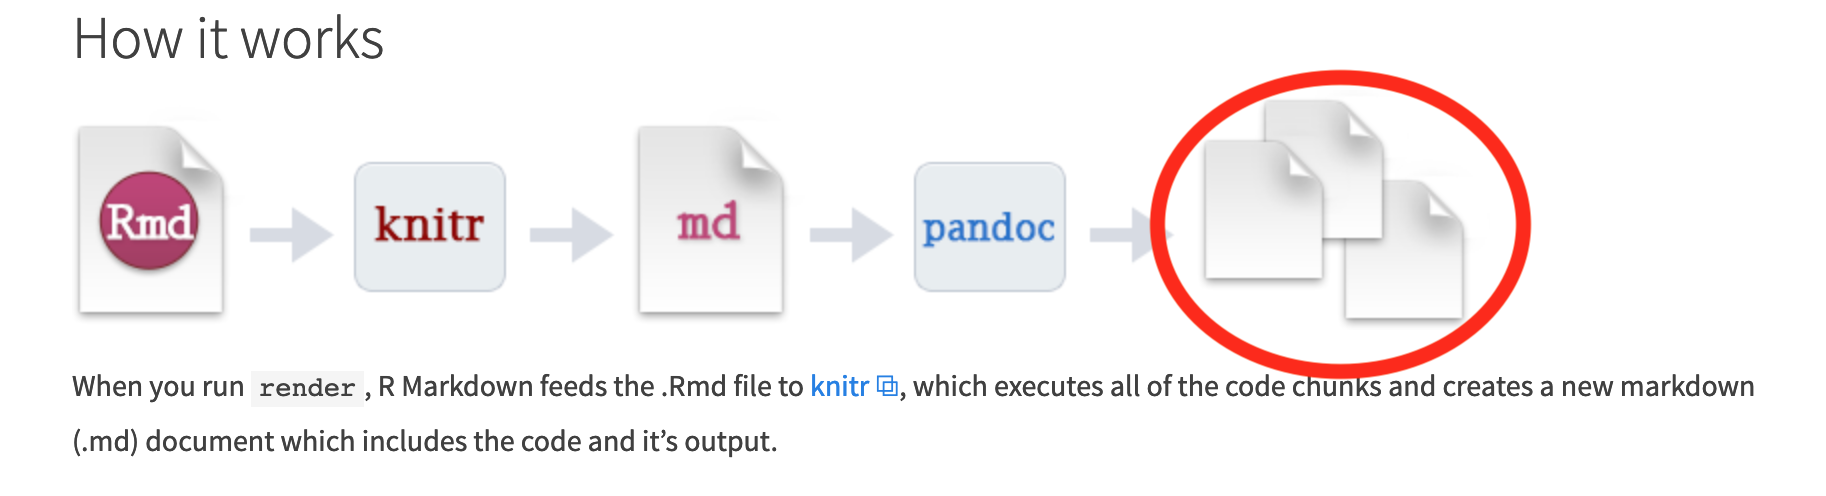 How it works
Rmd knitr md pandoc
When you run render, R Markdown feeds the .Rmd file to knitr, which executes all of the code chunks and creates a new markdown
(.md) document which includes the code and it's output.